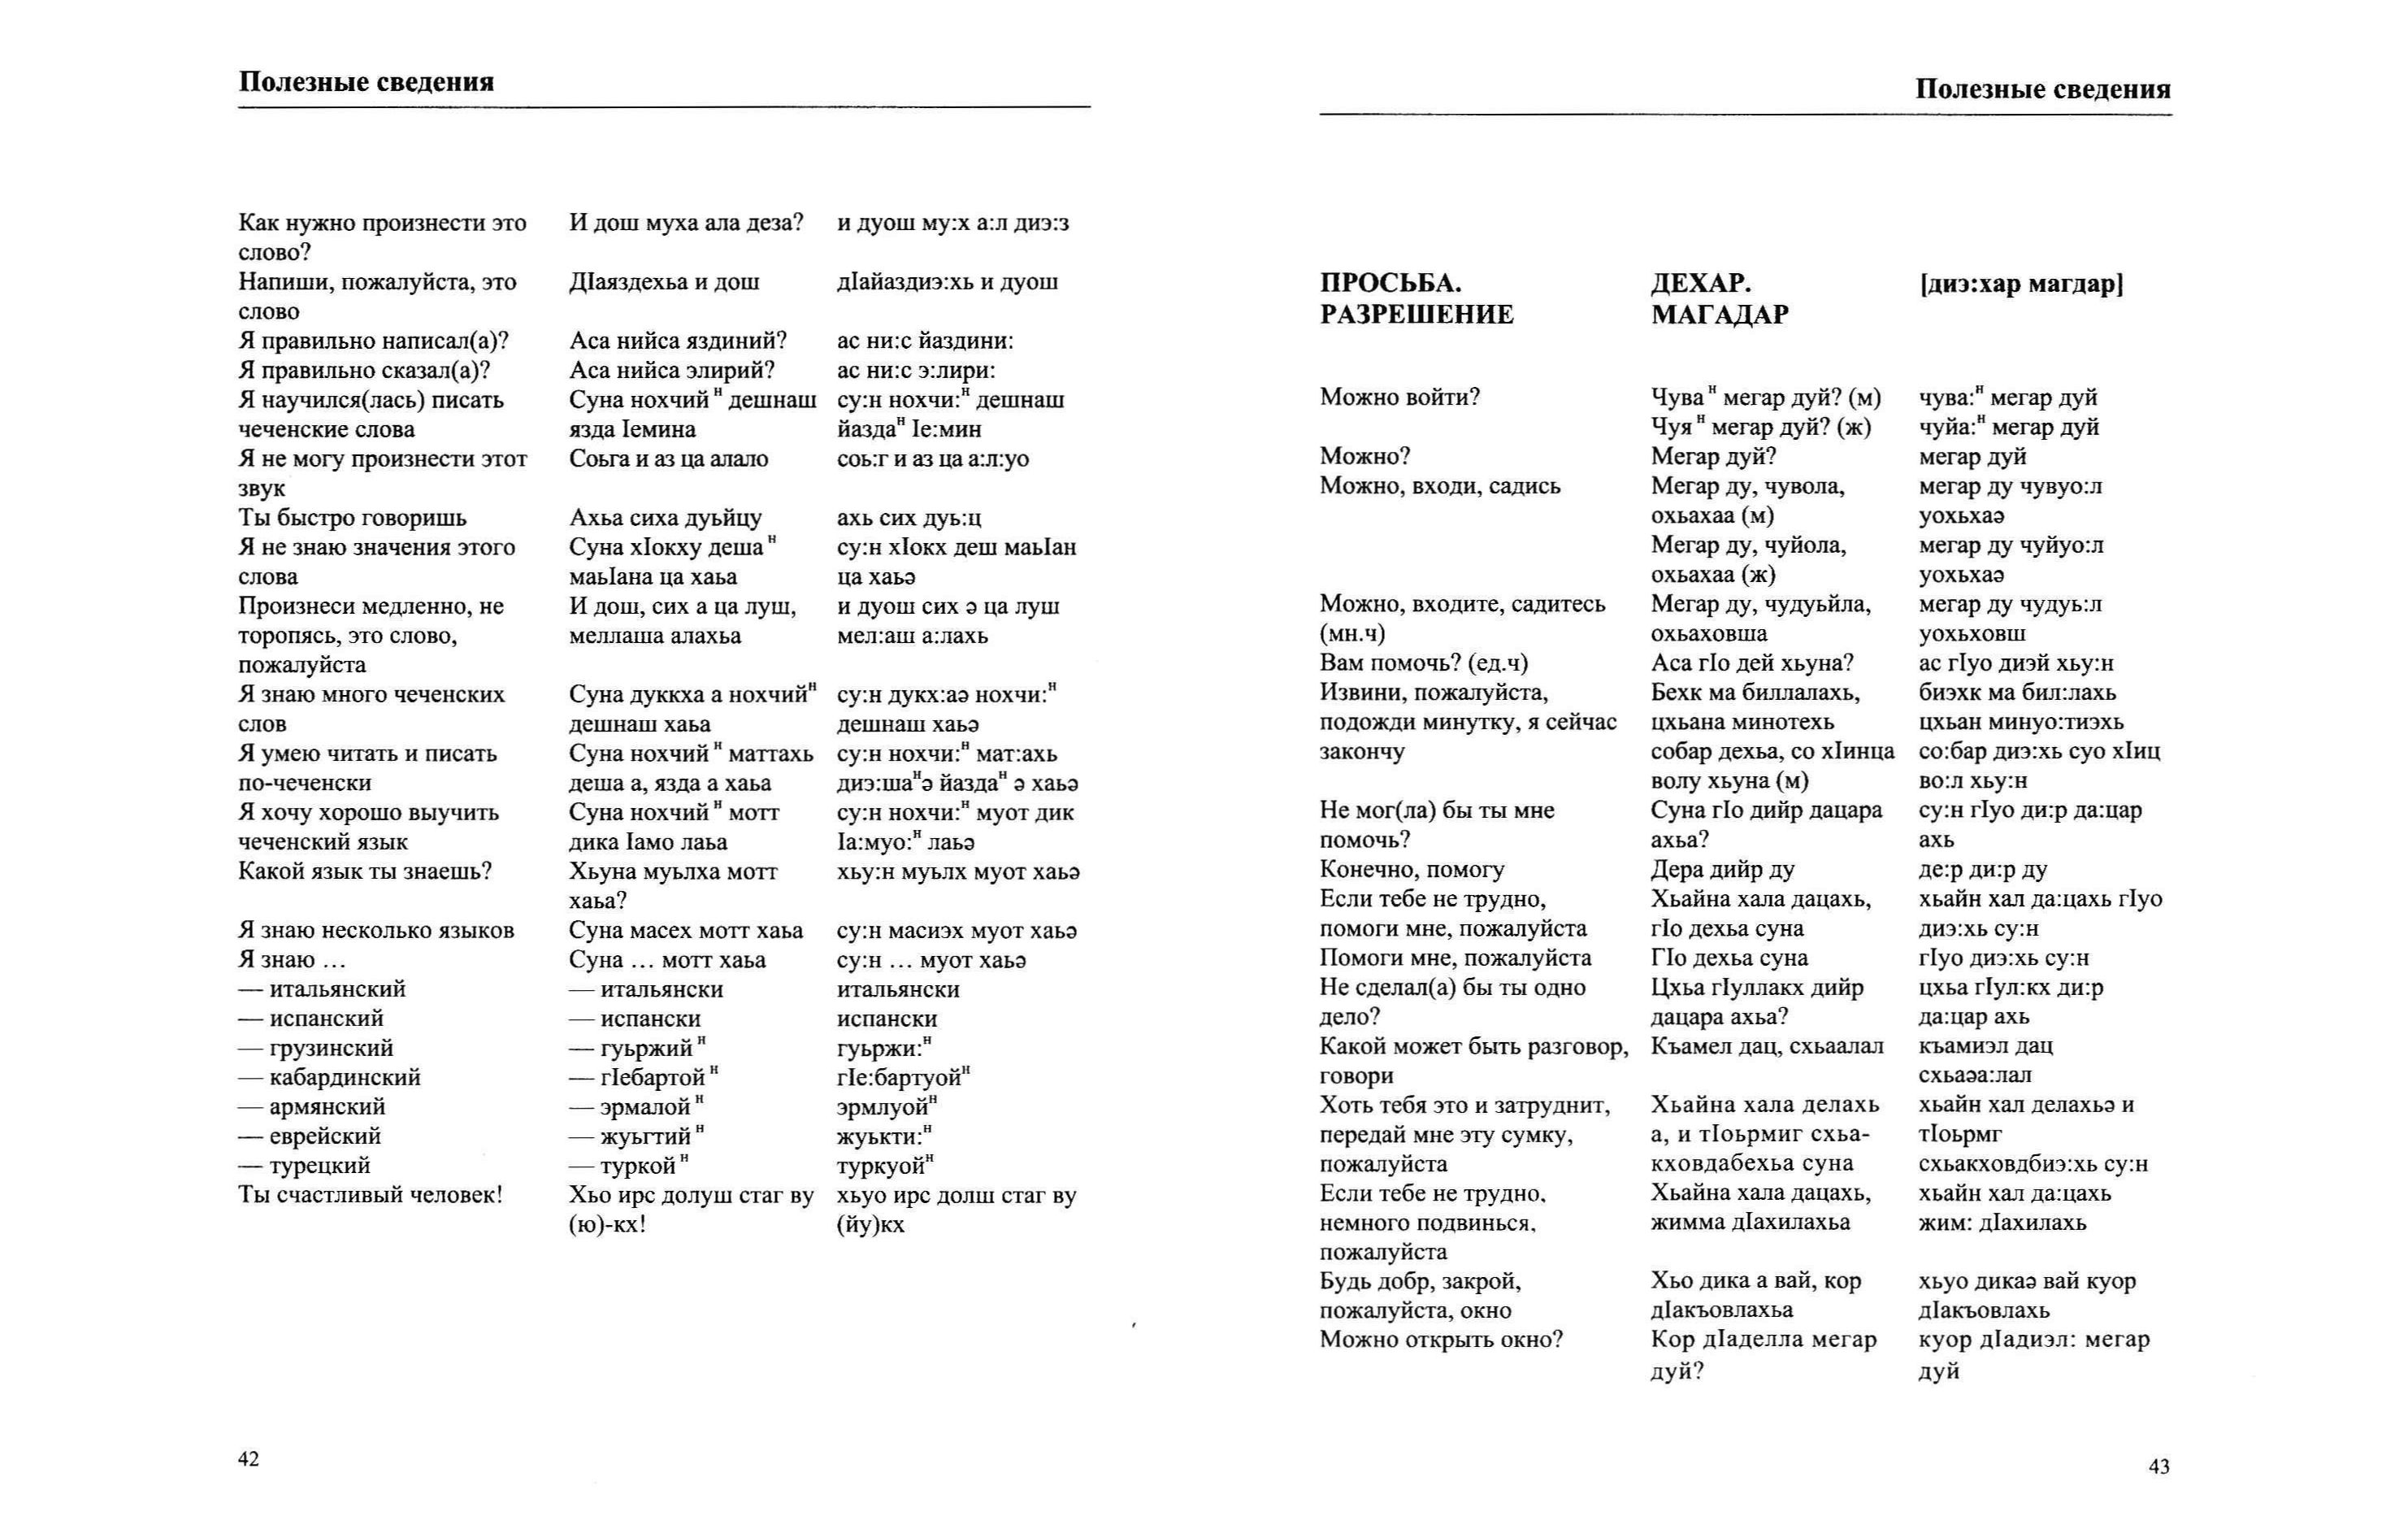 Полезные сведения
Как нужно произнести это И дош муха ала деза? и дуош му:х а:л диэ:з
слово?
Напиши, пожалуйста, это ДIаяздехьа и дош дIайаздиэ:хь и дуош
слово
Я правильно написал(а)? Аса нийса яздиний? ас ни:с йаздини:
Я правильно сказал(а)? Аса нийса элирий? ас ни:с э:лири:
Я научился(лась) писать Суна нохчий ᵸ дешнаш су:н нохчи:ᵸ дешнаш
чеченские слова язда Iемина йаздаᵸ Iе:мин
Я не могу произнести этот Соьга и аз ца алало соь:г и аз ца а:л:уо
звук
Ты быстро говоришь Ахьа сиха дуьйцу ахь сих дуь:ц
Я не знаю значения этого Суна хIокху деша ᵸ су:н хIокх деш маьIан
слова маьIана ца хаьа ца хаьэ
Произнеси медленно, не И дош, сих а ца луш, и дуош сих э ца луш
торопясь, это слово, меллаша алахьа мел:аш а:лахь
пожалуйста
Я знаю много чеченских Суна дуккха а нохчийᵸ су:н дукх:аэ нохчи:ᵸ
слов дешнаш хаьа дешнаш хаьэ
Я умею читать и писать Суна нохчий ᵸ маттахь су:н нохчи:ᵸ мат:ахь
по-чеченски деша а, язда а хаьа диэ:шаᵸэ йаздаᵸ э хаьэ
Я хочу хорошо выучить Суна нохчий ᵸ мотт су:н нохчи:ᵸ муот дик
чеченский язык дика Iамо лаьа Iа:муо:ᵸ лаьэ
Какой язык ты знаешь? Хьуна муьлха мотт хьу:н муьлх муот хаьэ
хаьа?
Я знаю несколько языков Суна масех мотт хаьа су:н масиэх муот хаьэ
Я знаю … Суна … мотт хаьа су:н … муот хаьэ
— итальянский — итальянски итальянски
— испанский — испански испански
— грузинский — гуьржий ᵸ гуьржи:ᵸ
— кабардинский — гIебартой ᵸ гIе:бартуойᵸ
— армянский — эрмалой ᵸ эрмлуойᵸ
— еврейский — жуьгтий ᵸ жуькти:ᵸ
— турецкий — туркой ᵸ туркуойᵸ
Ты счастливый человек! Хьо ирс долуш стаг ву хьуо ирс долш стаг ву
(ю)-кх! (йу)кх
42
Полезные сведения
ПРОСЬБА. ДЕХАР. [диэ:хар магдар]
РАЗРЕШЕНИЕ МАГАДАР
Можно войти? Чува ᵸ мегар дуй? (м) чува:ᵸ мегар дуй
Чуя ᵸ мегар дуй? (ж) чуйа:ᵸ мегар дуй
Можно? Мегар дуй? мегар дуй
Можно, входи, садись Мегар ду, чувола, мегар ду чувуо:л
охьахаа (м) уохьхаэ
Мегар ду, чуйола, мегар ду чуйуо:л
охьахаа (ж) уохьхаэ
Можно, входите, садитесь Мегар ду, чудуьйла, мегар ду чудуь:л
(мн.ч) охьаховша уохьховш
Вам помочь? (ед.ч) Аса гIо дей хьуна? ас гIуо диэй хьу:н
Извини, пожалуйста, Бехк ма биллалахь, биэхк ма бил:лахь
подожди минутку, я сейчас цхьана минотехь цхьан минуо:тиэхь
закончу собар дехьа, со хIинца со:бар диэ:хь суо хIиц
волу хьуна (м) во:л хьу:н
Не мог(ла) бы ты мне Суна гIо дийр дацара су:н гIуо ди:р да:цар
помочь? ахьа? ахь
Конечно, помогу Дера дийр ду де:р ди:р ду
Если тебе не трудно, Хьайна хала дацахь, хьайн хал да:цахь гIуо
помоги мне, пожалуйста гIо дехьа суна диэ:хь су:н
Помоги мне, пожалуйста ГIо дехьа суна гIуо диэ:хь су:н
Не сделал(а) бы ты одно Цхьа гIуллакх дийр цхьа гIул:кх ди:р
дело? дацара ахьа? да:цар ахь
Какой может быть разговор, Къамел дац, схьаалал къамиэл дац
говори схьаэа:лал
Хоть тебя это и затруднит, Хьайна хала делахь хьайн хал делахьэ и
передай мне эту сумку, а, и тIоьрмиг схьа- тIоьрмг
пожалуйста кховдабехьа суна схьакховдбиэ:хь су:н
Если тебе не трудно, Хьайна хала дацахь, хьайн хал да:цахь
немного подвинься, жимма дIахилахьа жим: дIахилахь
пожалуйста
Будь добр, закрой, Хьо дика а вай, кор хьуо дикаэ вай куор
пожалуйста, окно дIакъовлахьа дIакъовлахь
Можно открыть окно? Кор дIаделла мегар куор дIадиэл: мегар
дуй? дуй
43